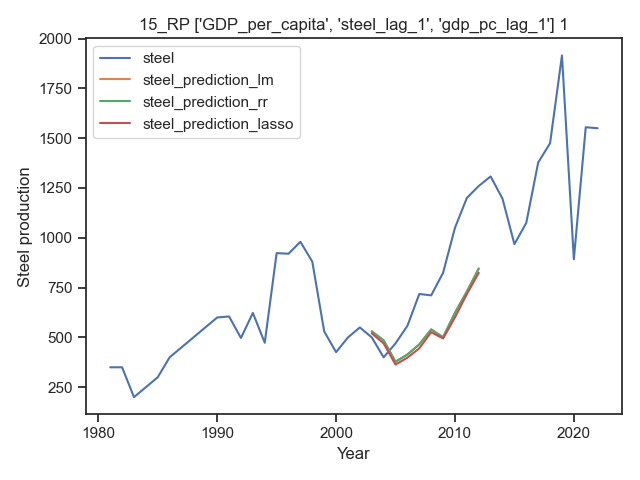 15_RP ['GDP_per_capita', 'steel_lag_1', 'gdp_pc_lag_1'] 1
steel
steel_prediction_lm
steel_prediction_rr
steel_prediction_lasso
Steel production
2000
1750
1500
1250
1000
750
500
250
1980
1990
2000
2010
2020
Year